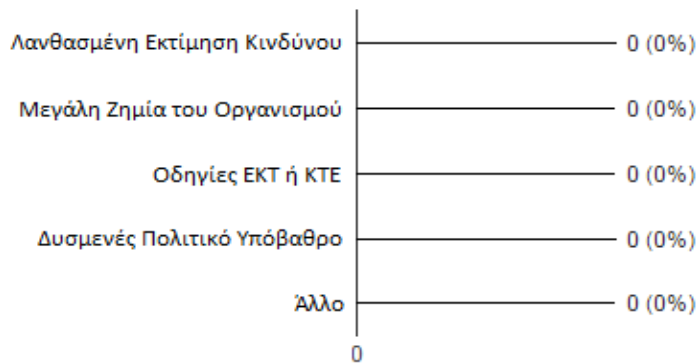 Λανθασμένη Εκτίμηση Κινδύνου 0 (0%)
Μεγάλη Ζημία του Οργανισμού 0 (0%)
Οδηγίες ΕΚΤ ή ΚΤΕ 0 (0%)
Δυσμενές Πολιτικό Υπόβαθρο 0 (0%)
Άλλο 0 (0%)
0